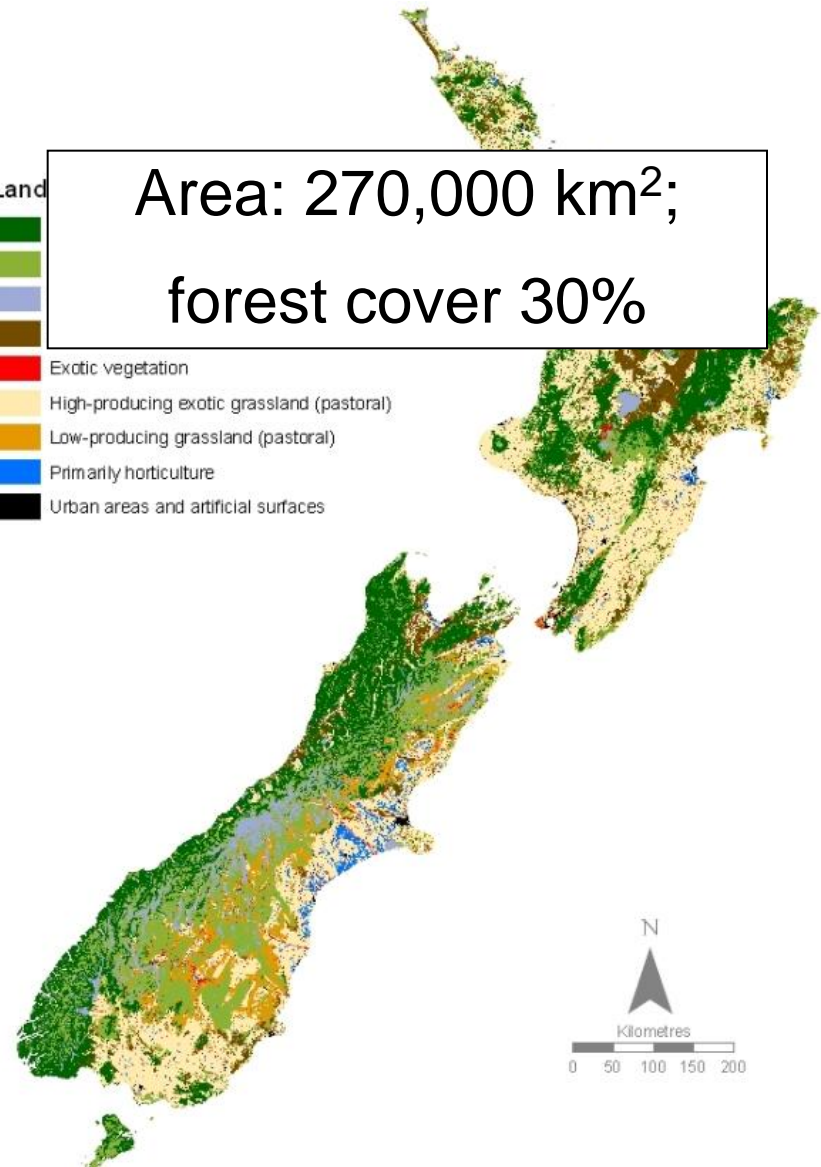 Land
Area: 270,000 km²;
forest cover 30%
Exotic vegetation
High-producing exotic grassland (pastoral)
Low-producing grassland (pastoral)
Primarily horticulture
Urban areas and artificial surfaces
N
Kilometres
0 50 100 150 200